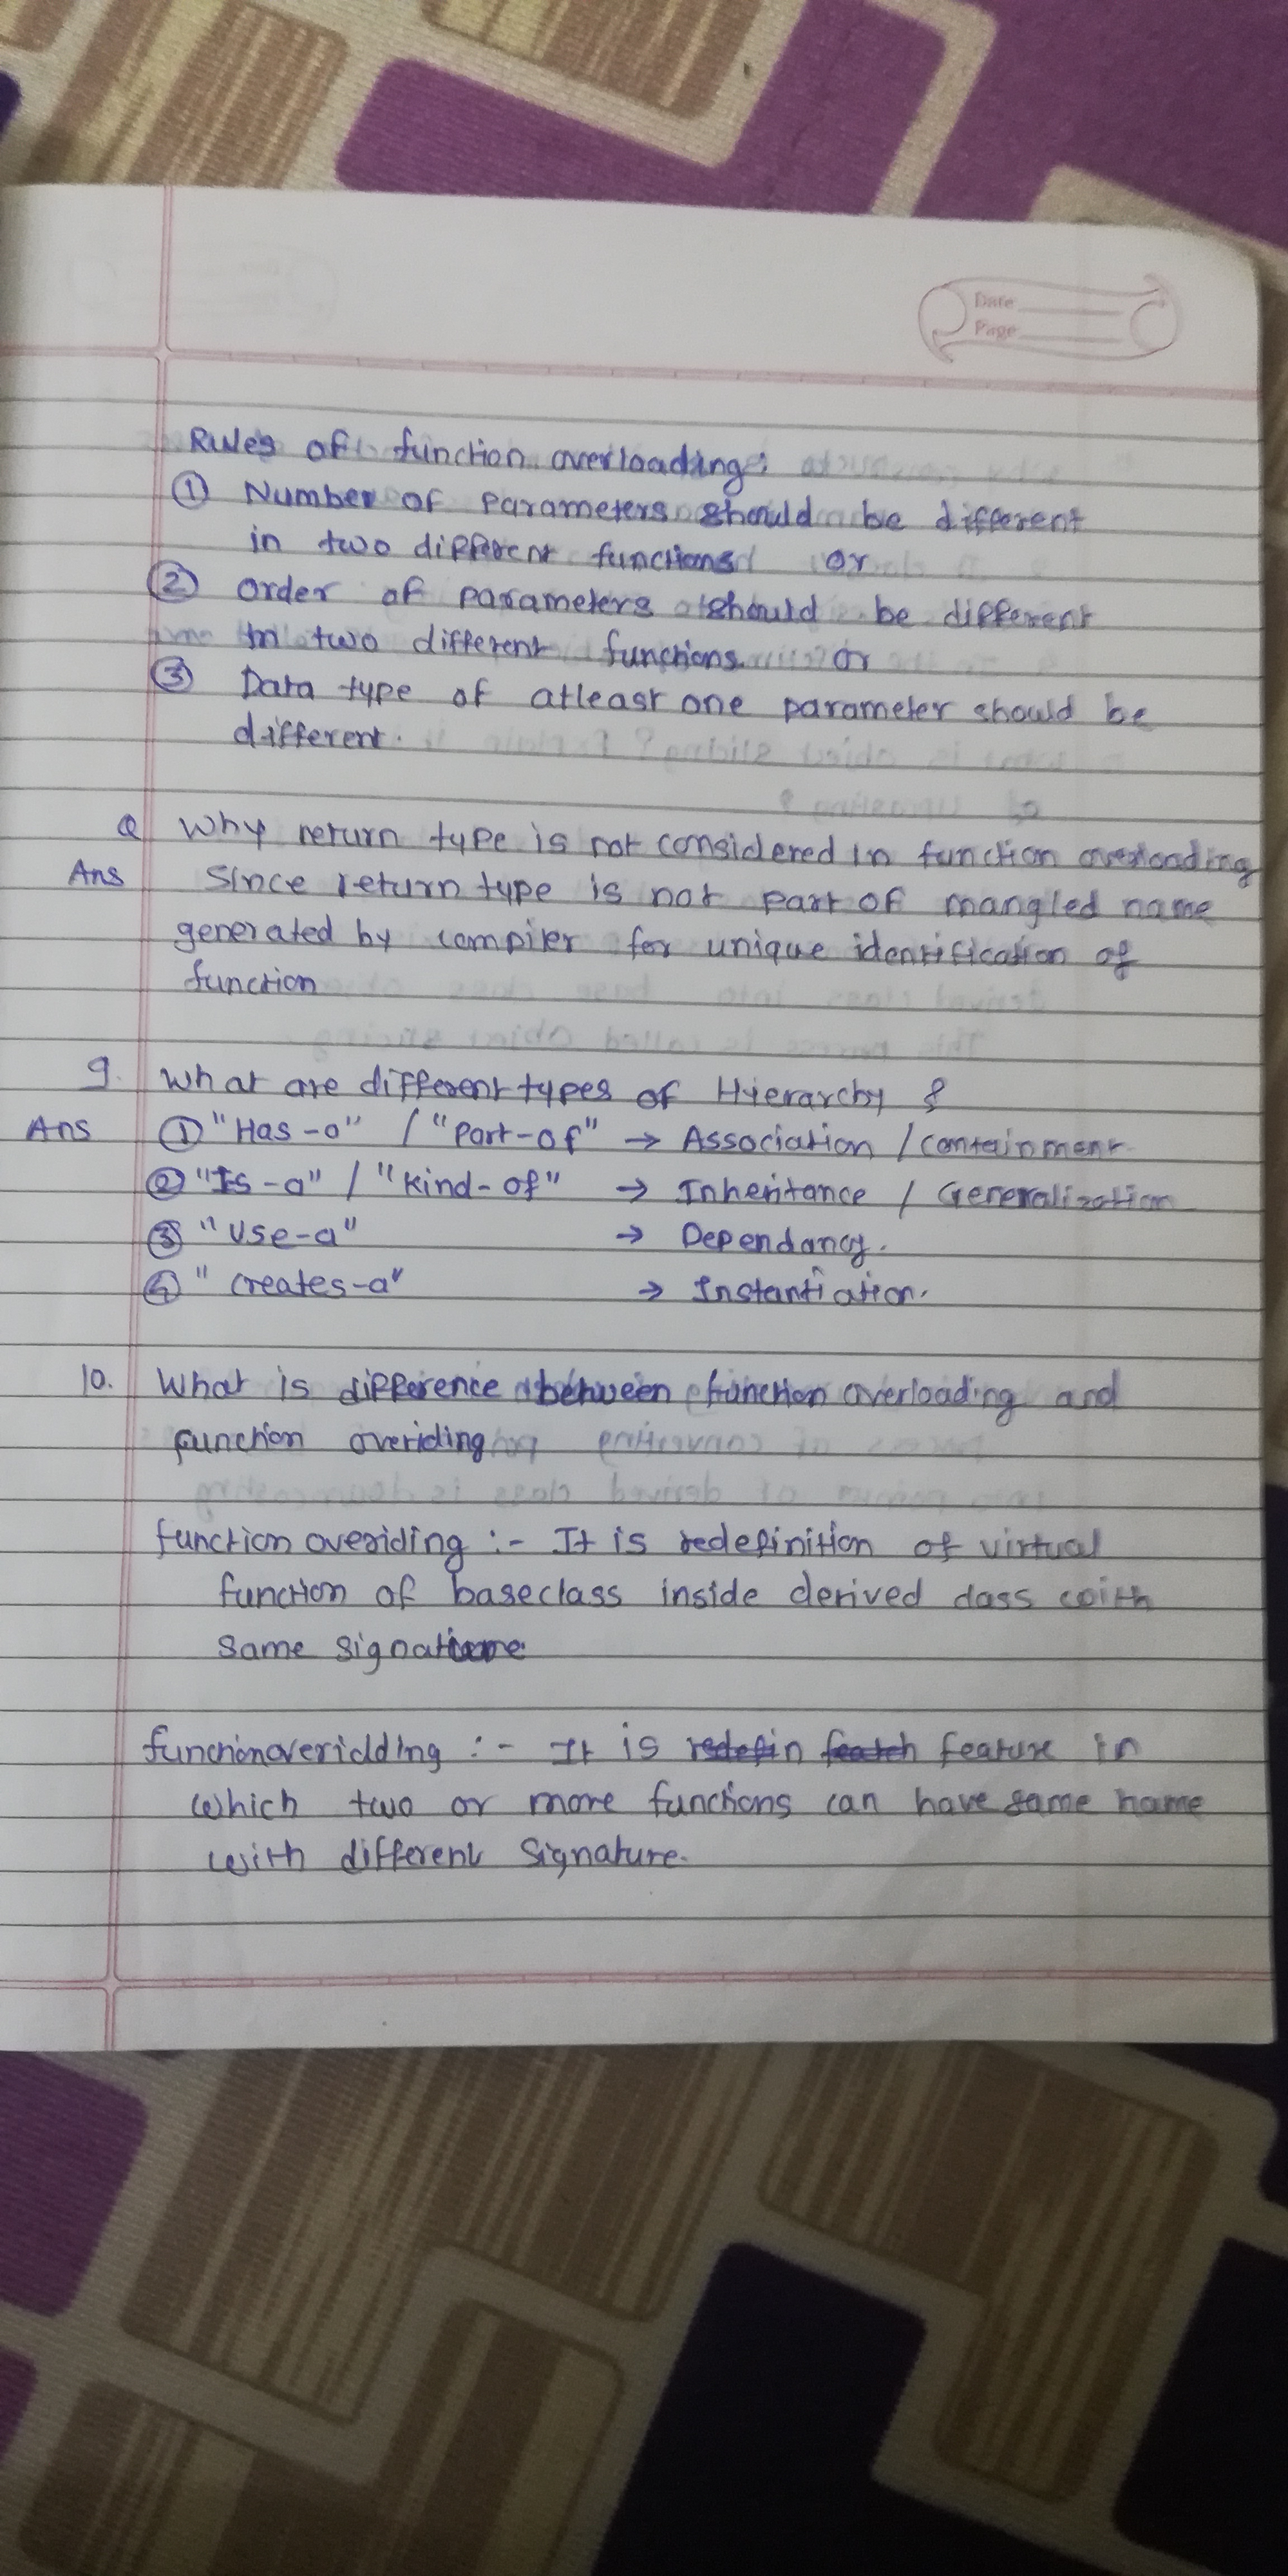 Date
Page
Rules of function overloading:
① Number of parameters should be different
in two different functions or
② order of parameters should be different
in two different functions. or
③ Data type of atleast one parameter should be
different.
Q Why return type is not considered in function overloading
Ans Since return type is not part of mangled name
generated by compiler for unique identification of
function
9. What are different types of Hierarchy ?
Ans ① "Has-a" / "Part-of" → Association / containment.
② "Is-a" / "Kind-of" → Inheritance / Generalization
③ "Use-a" → Dependancy.
④ "creates-a" → Instantiation.
10. What is difference between function overloading and
function overiding
function overiding :- It is redefinition of virtual
function of baseclass inside derived class with
same signature
functionoveridding :- It is redefin featch feature in
which two or more functions can have same name
with different signature.